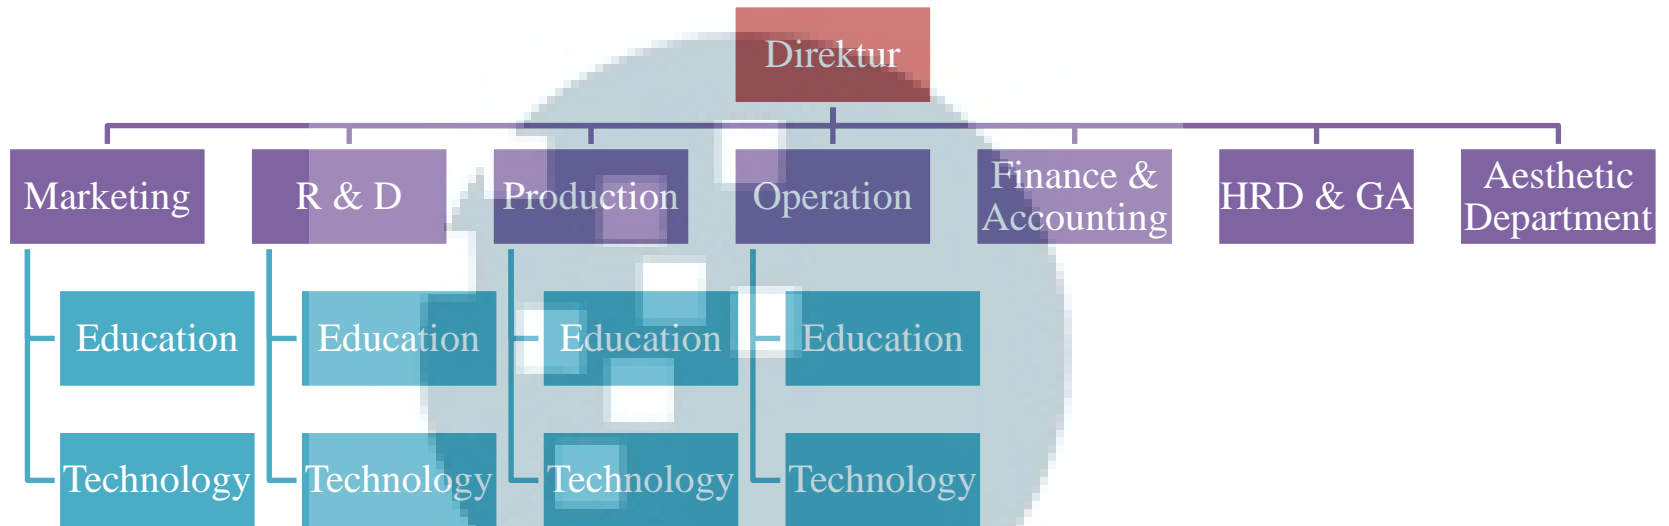 Direktur
Marketing
R & D
Production
Operation
Finance &
Accounting
HRD & GA
Aesthetic
Department
Education
Education
Education
Education
Technology
Technology
Technology
Technology